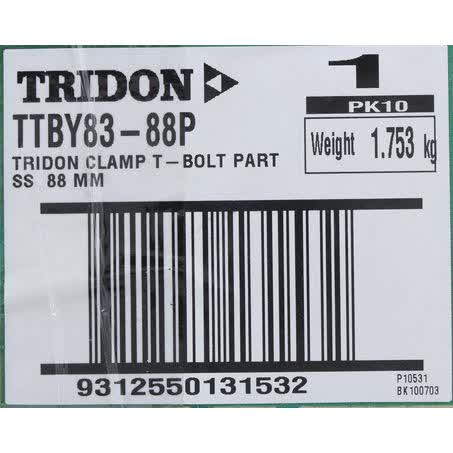 TRIDON
1
PK10
TTBY83-88P
Weight 1.753 kg
TRIDON CLAMP T-BOLT PART
SS 88 MM
9312550131532
P10531
BK100703